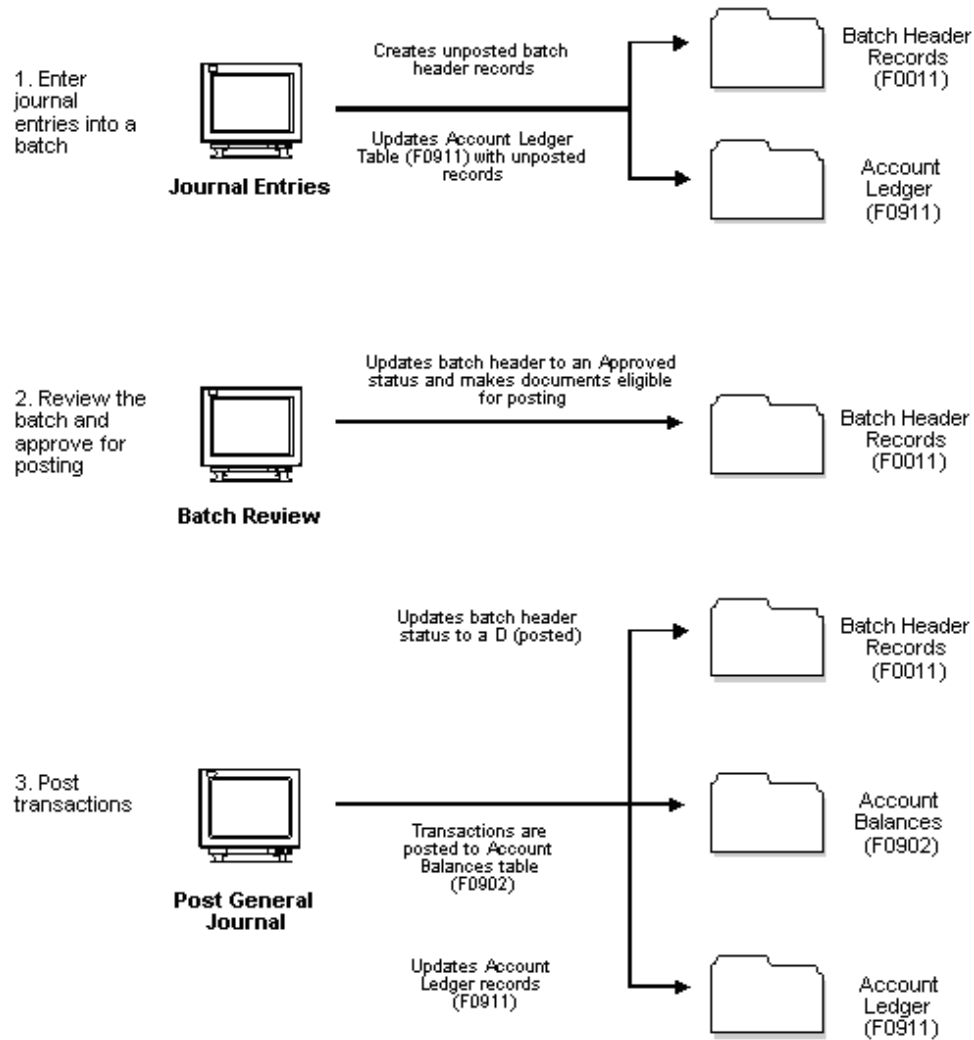 1. Enter
journal
entries into a
batch
Journal Entries
Creates unposted batch
header records
Updates Account Ledger
Table (F0911) with unposted
records
Batch Header
Records
(F0011)
Account
Ledger
(F0911)
2. Review the
batch and
approve for
posting
Batch Review
Updates batch header to an Approved
status and makes documents eligible
for posting
Batch Header
Records
(F0011)
3. Post
transactions
Post General
Journal
Updates batch header
status to a D (posted)
Transactions are
posted to Account
Balances table
(F0902)
Updates Account
Ledger records
(F0911)
Batch Header
Records
(F0011)
Account
Balances
(F0902)
Account
Ledger
(F0911)